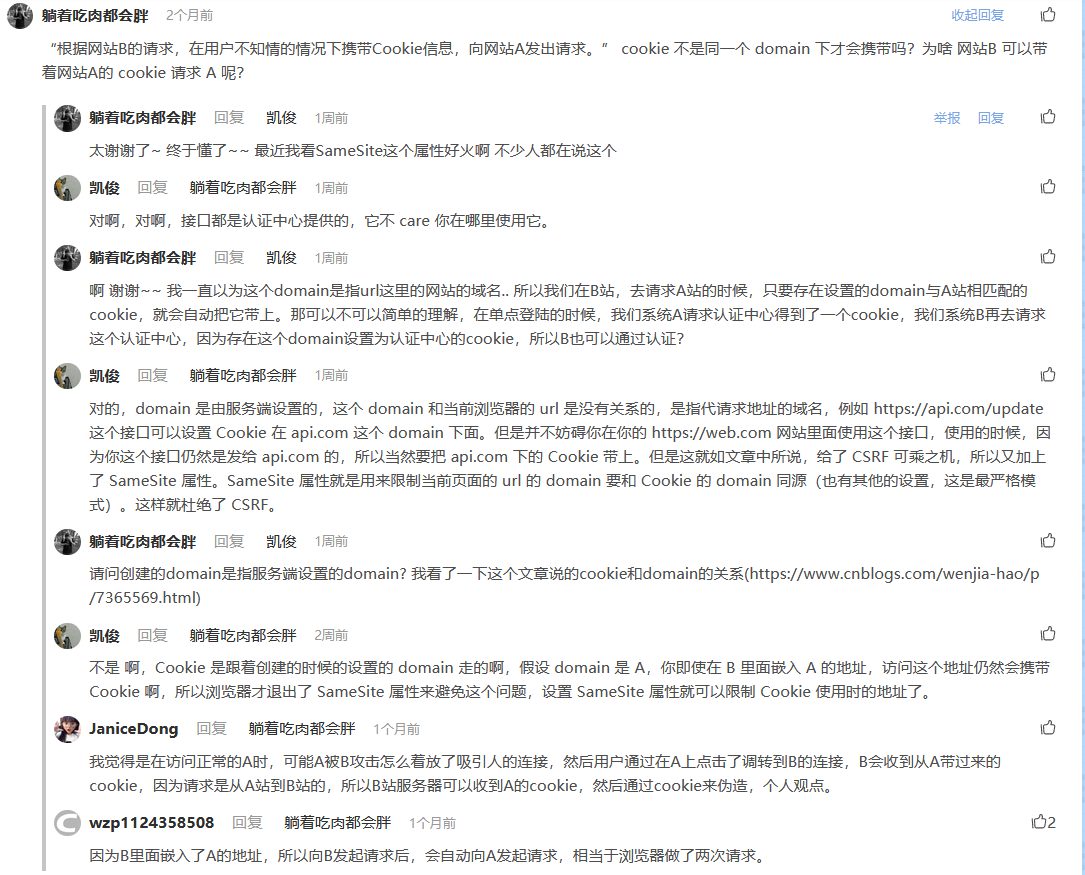 躺着吃肉都会胖 2个月前 收起回复
“根据网站B的请求，在用户不知情的情况下携带Cookie信息，向网站A发出请求。” cookie 不是同一个 domain 下才会携带吗？为啥 网站B 可以带
着网站A的 cookie 请求 A 呢？
躺着吃肉都会胖 回复 凯俊 1周前 举报 回复
太谢谢了~ 终于懂了~~ 最近我看SameSite这个属性好火啊 不少人都在说这个
凯俊 回复 躺着吃肉都会胖 1周前
对啊，对啊，接口都是认证中心提供的，它不 care 你在哪里使用它。
躺着吃肉都会胖 回复 凯俊 1周前
啊 谢谢~~ 我一直以为这个domain是指url这里的网站的域名.. 所以我们在B站，去请求A站的时候，只要存在设置的domain与A站相匹配的
cookie，就会自动把它带上。那可以不可以简单的理解，在单点登陆的时候，我们系统A请求认证中心得到了一个cookie，我们系统B再去请求
这个认证中心，因为存在这个domain设置为认证中心的cookie，所以B也可以通过认证？
凯俊 回复 躺着吃肉都会胖 1周前
对的，domain 是由服务端设置的，这个 domain 和当前浏览器的 url 是没有关系的，是指代请求地址的域名，例如 https://api.com/update
这个接口可以设置 Cookie 在 api.com 这个 domain 下面。但是并不妨碍你在你的 https://web.com 网站里面使用这个接口，使用的时候，因
为你这个接口仍然是发给 api.com 的，所以当然要把 api.com 下的 Cookie 带上。但是这就如文章中所说，给了 CSRF 可乘之机，所以又加上
了 SameSite 属性。SameSite 属性就是用来限制当前页面的 url 的 domain 要和 Cookie 的 domain 同源（也有其他的设置，这是最严格模
式）。这样就杜绝了 CSRF。
躺着吃肉都会胖 回复 凯俊 1周前
请问创建的domain是指服务端设置的domain? 我看了一下这个文章说的cookie和domain的关系(https://www.cnblogs.com/wenjia-hao/p
/7365569.html)
凯俊 回复 躺着吃肉都会胖 2周前
不是 啊，Cookie 是跟着创建的时候的设置的 domain 走的啊，假设 domain 是 A，你即使在 B 里面嵌入 A 的地址，访问这个地址仍然会携带
Cookie 啊，所以浏览器才退出了 SameSite 属性来避免这个问题，设置 SameSite 属性就可以限制 Cookie 使用时的地址了。
JaniceDong 回复 躺着吃肉都会胖 1个月前
我觉得是在访问正常的A时，可能A被B攻击怎么着放了吸引人的连接，然后用户通过在A上点击了调转到B的连接，B会收到从A带过来的
cookie，因为请求是从A站到B站的，所以B站服务器可以收到A的cookie，然后通过cookie来伪造，个人观点。
wzp1124358508 回复 躺着吃肉都会胖 1个月前 2
因为B里面嵌入了A的地址，所以向B发起请求后，会自动向A发起请求，相当于浏览器做了两次请求。